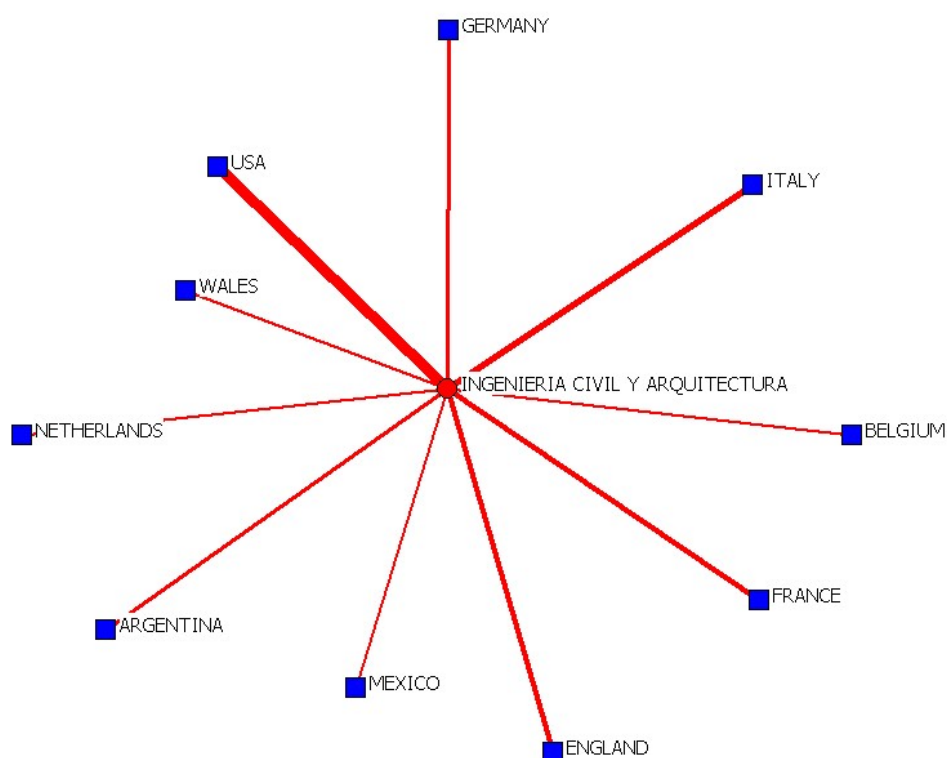 GERMANY
USA
ITALY
WALES
INGENIERIA CIVIL Y ARQUITECTURA
NETHERLANDS
BELGIUM
FRANCE
ARGENTINA
MEXICO
ENGLAND